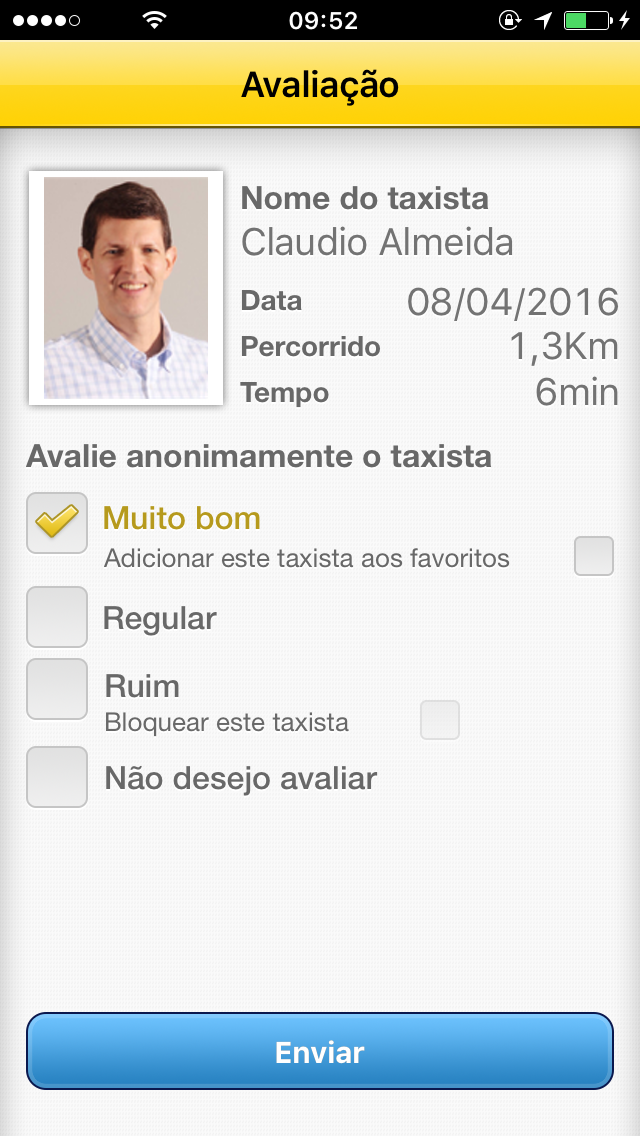 09:52
Avaliação
Nome do taxista
Claudio Almeida
Data 08/04/2016
Percorrido 1,3Km
Tempo 6min
Avalie anonimamente o taxista
Muito bom
Adicionar este taxista aos favoritos
Regular
Ruim
Bloquear este taxista
Não desejo avaliar
Enviar